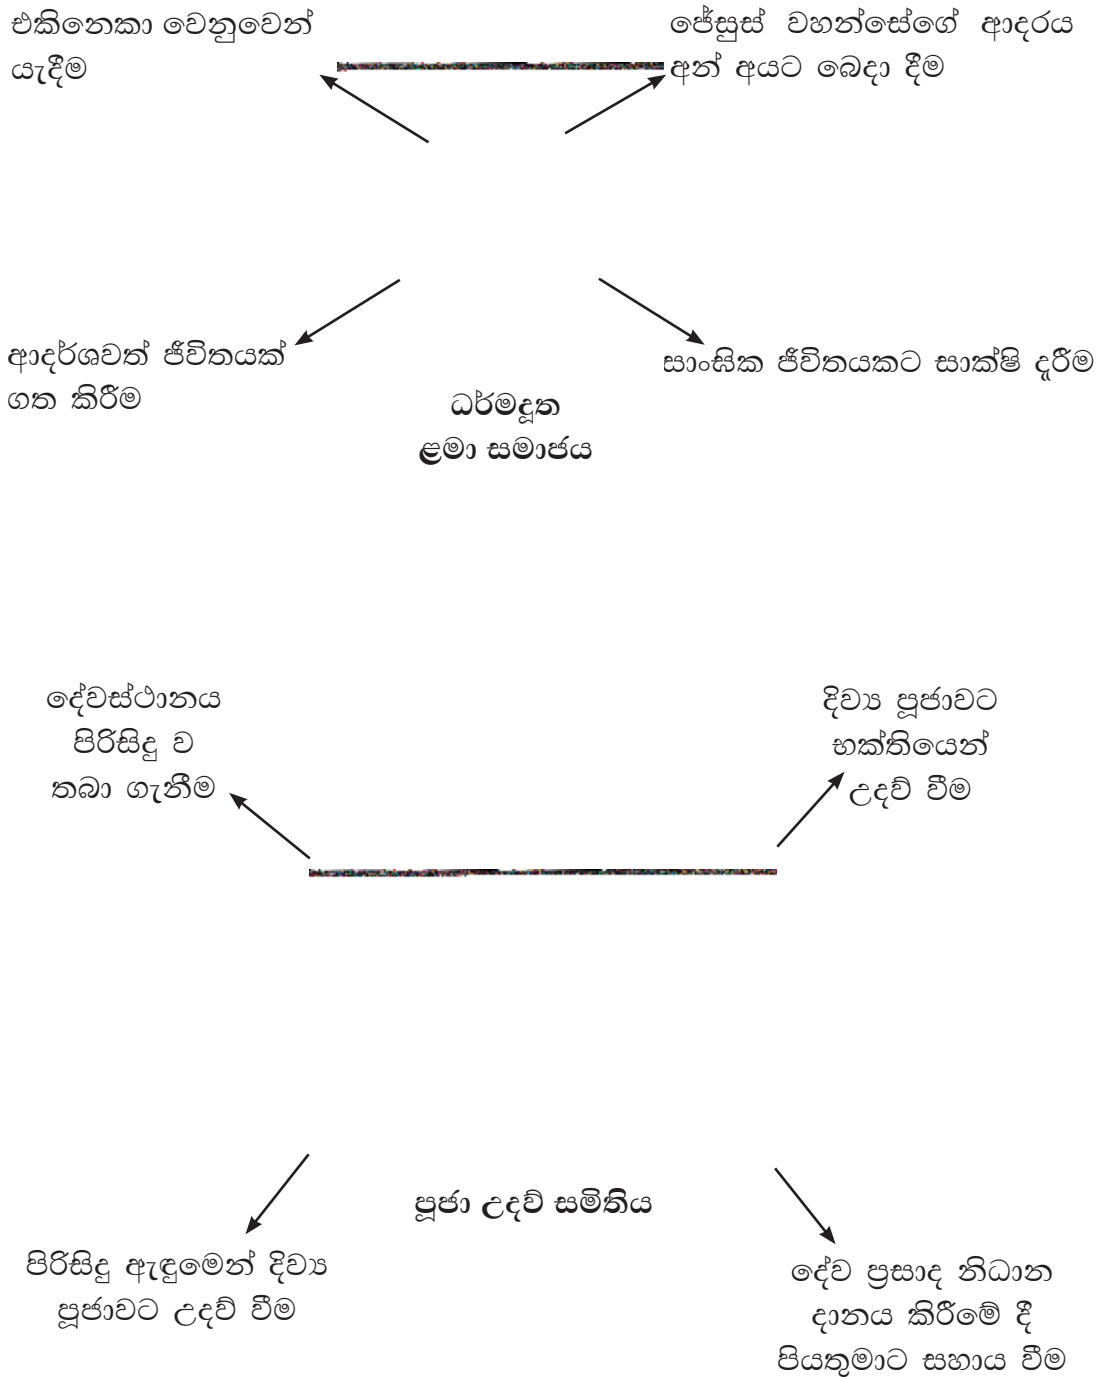 එකිනෙකා වෙනුවෙන්
යැදීම
ජේසුස් වහන්සේගේ ආදරය
අන් අයට බෙදා දීම
ආදර්ශවත් ජීවිතයක්
ගත කිරීම
සාංඝික ජීවිතයකට සාක්ෂි දැරීම
ධර්මදූත
ළමා සමාජය
දේවස්ථානය
පිරිසිදු ව
තබා ගැනීම
දිව්‍ය පූජාවට
භක්තියෙන්
උදව් වීම
පූජා උදව් සමිතිය
පිරිසිදු ඇඳුමෙන් දිව්‍ය
පූජාවට උදව් වීම
දේව ප්‍රසාද නිධාන
දානය කිරීමේ දී
පියතුමාට සහාය වීම